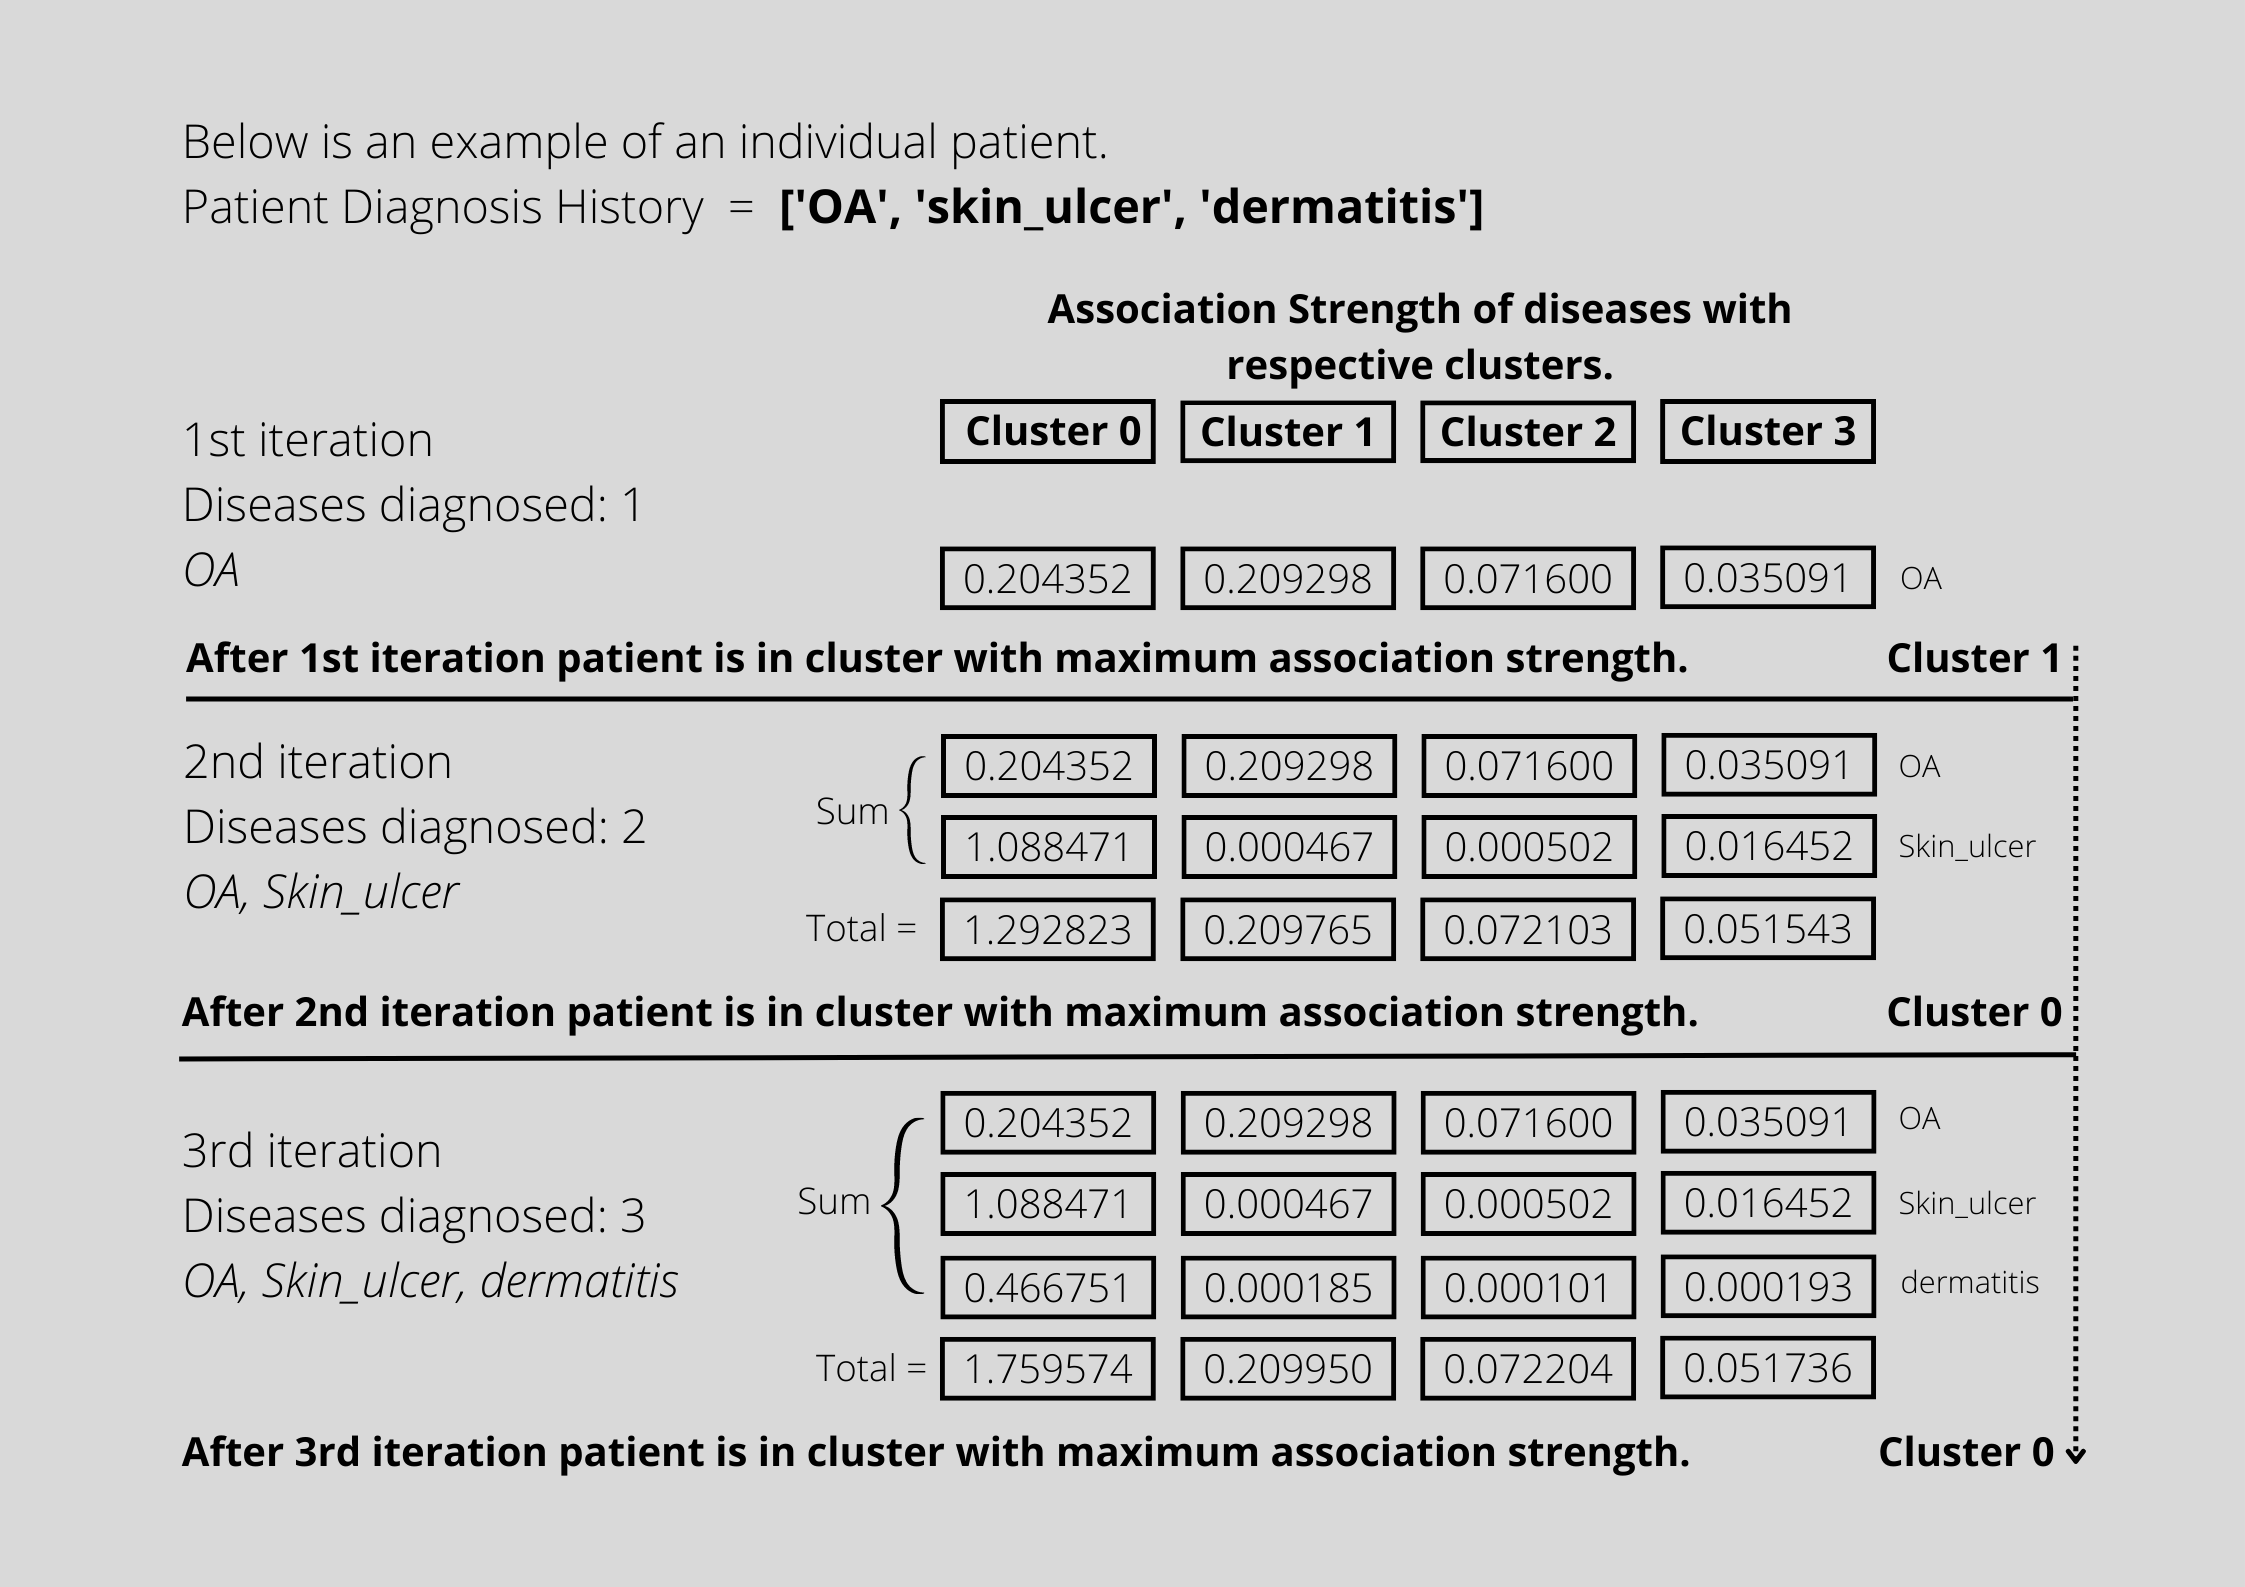 Below is an example of an individual patient.
Patient Diagnosis History = ['OA', 'skin_ulcer', 'dermatitis']
Association Strength of diseases with
respective clusters.
Cluster 0 Cluster 1 Cluster 2 Cluster 3
1st iteration
Diseases diagnosed: 1
OA
0.204352 0.209298 0.071600 0.035091 OA
After 1st iteration patient is in cluster with maximum association strength. Cluster 1
2nd iteration
Diseases diagnosed: 2
OA, Skin_ulcer
Sum
0.204352 0.209298 0.071600 0.035091 OA
1.088471 0.000467 0.000502 0.016452 Skin_ulcer
Total = 1.292823 0.209765 0.072103 0.051543
After 2nd iteration patient is in cluster with maximum association strength. Cluster 0
3rd iteration
Diseases diagnosed: 3
OA, Skin_ulcer, dermatitis
Sum
0.204352 0.209298 0.071600 0.035091 OA
1.088471 0.000467 0.000502 0.016452 Skin_ulcer
0.466751 0.000185 0.000101 0.000193 dermatitis
Total = 1.759574 0.209950 0.072204 0.051736
After 3rd iteration patient is in cluster with maximum association strength. Cluster 0